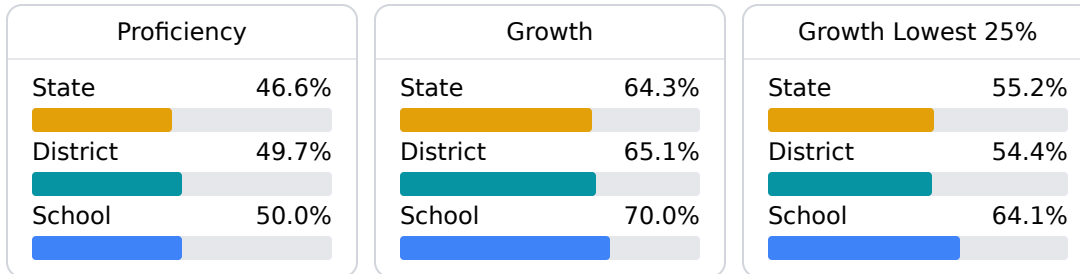 Proficiency
State 46.6%
District 49.7%
School 50.0%
Growth
State 64.3%
District 65.1%
School 70.0%
Growth Lowest 25%
State 55.2%
District 54.4%
School 64.1%